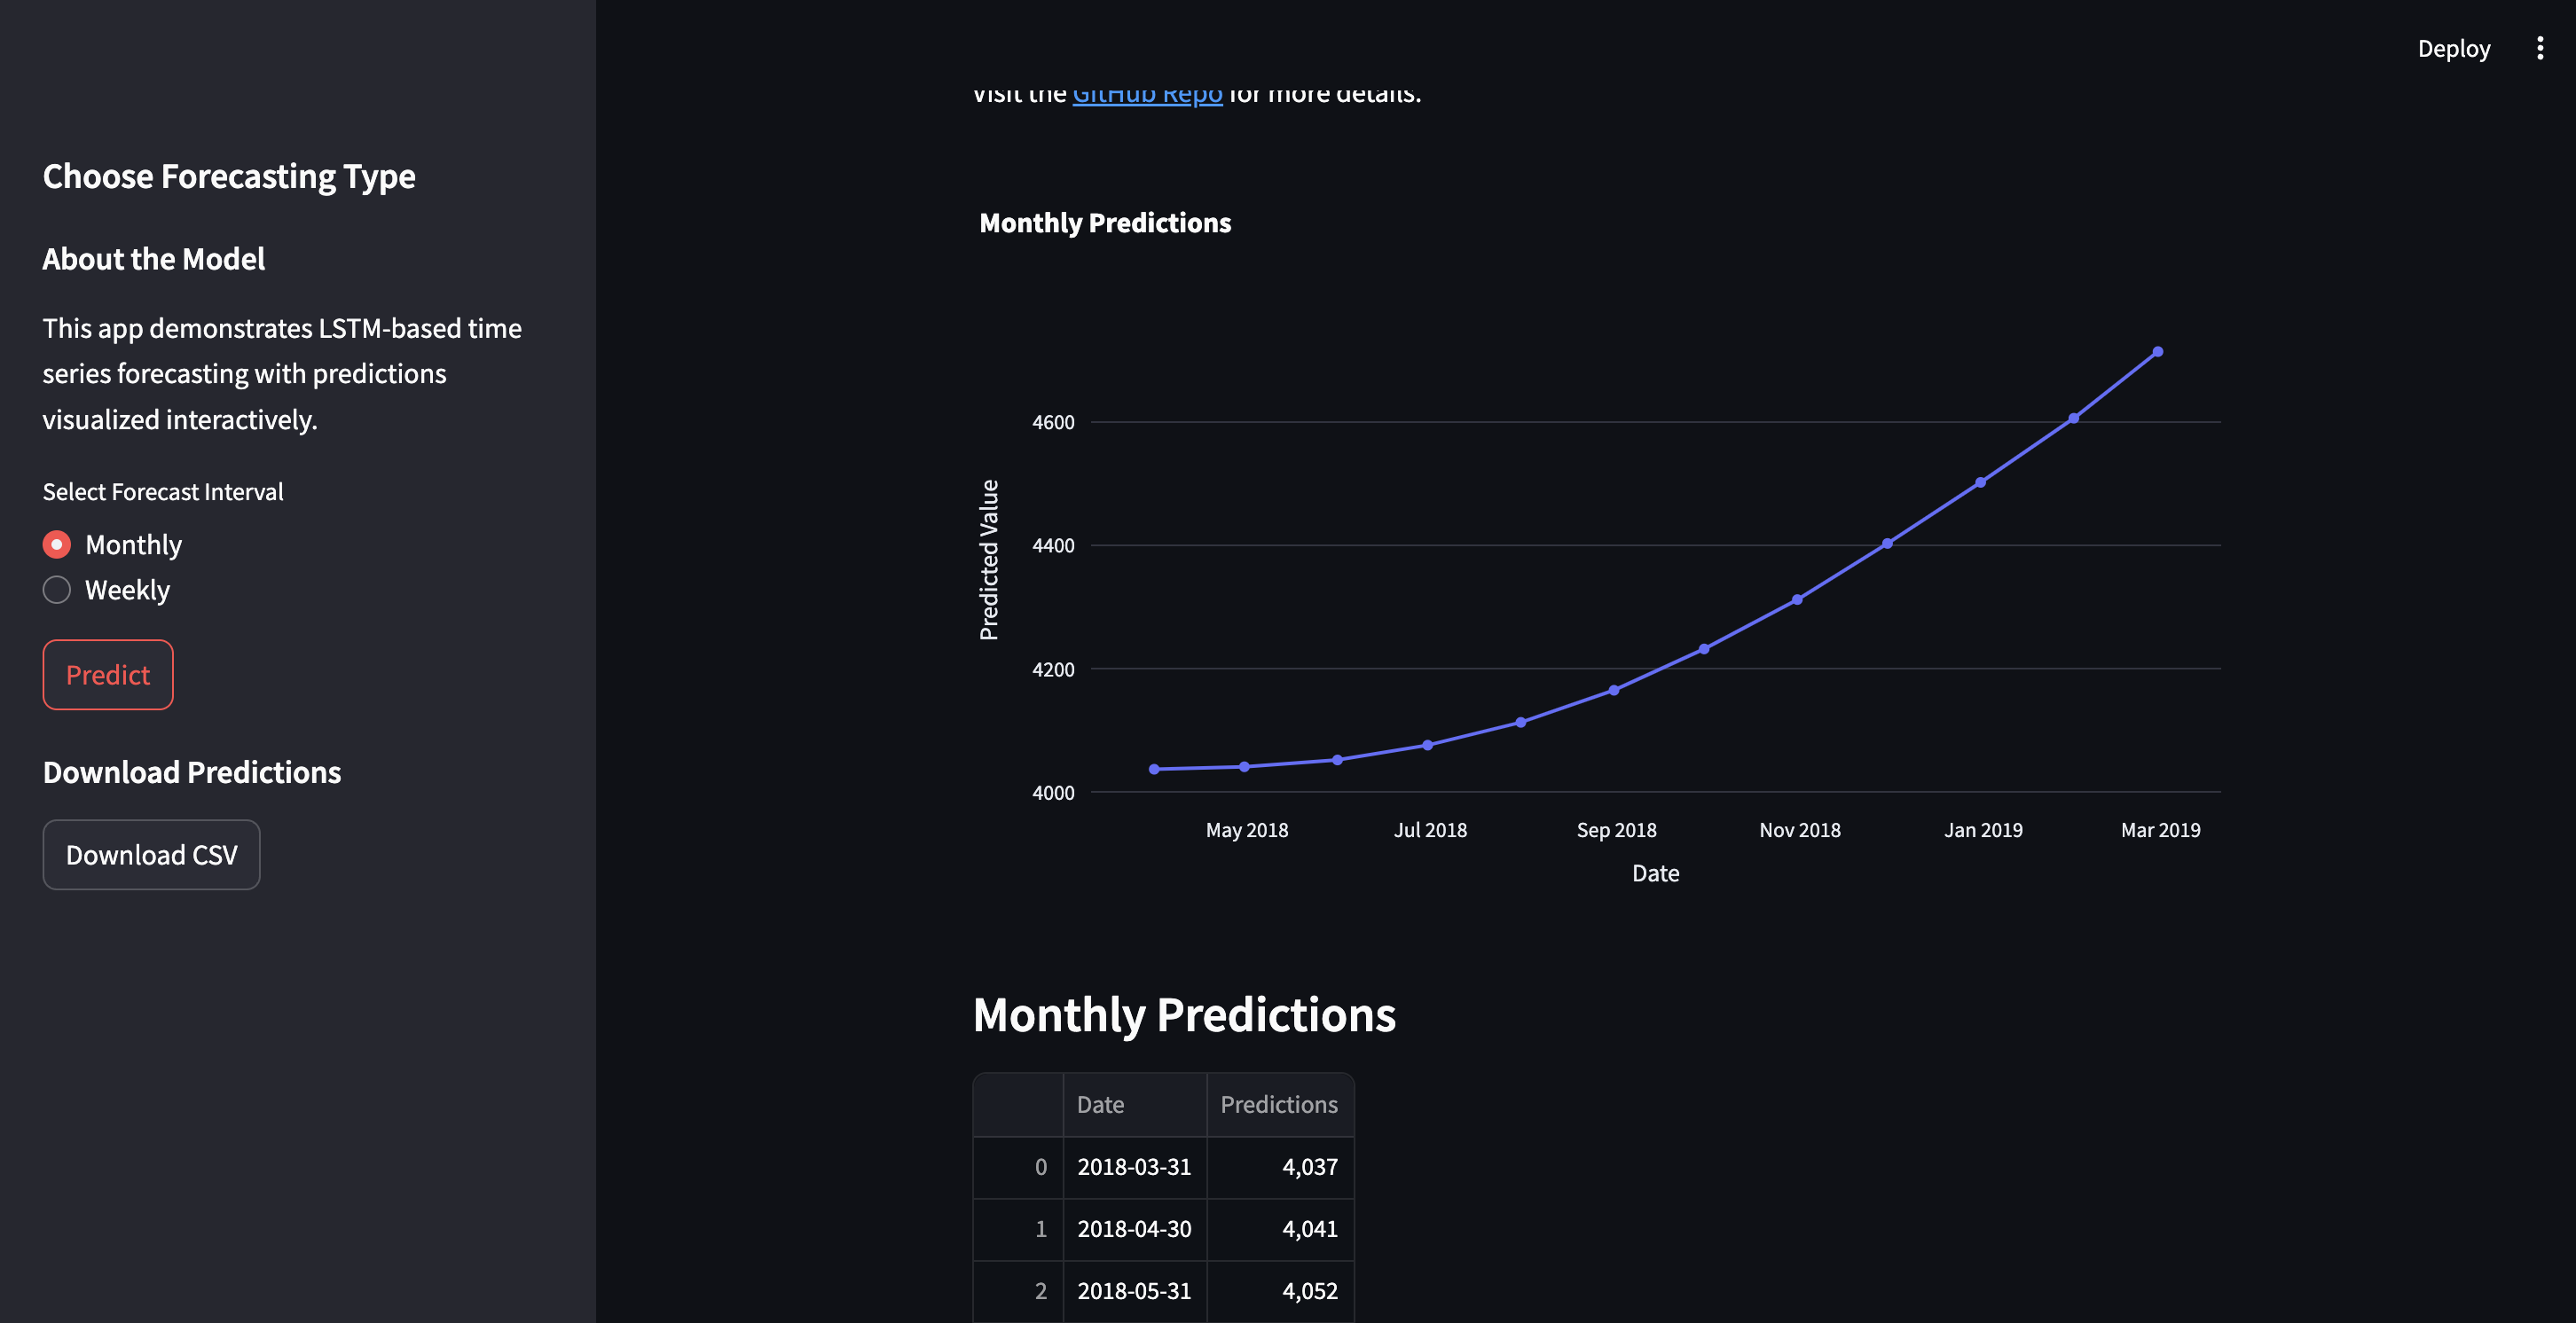 Deploy
Choose Forecasting Type
About the Model
This app demonstrates LSTM-based time
series forecasting with predictions
visualized interactively.
Select Forecast Interval
Monthly
Weekly
Predict
Download Predictions
Download CSV
Visit the GitHub Repo for more details.
Monthly Predictions
Predicted Value
4600
4400
4200
4000
May 2018 Jul 2018 Sep 2018 Nov 2018 Jan 2019 Mar 2019
Date
Monthly Predictions
Date Predictions
0 2018-03-31 4,037
1 2018-04-30 4,041
2 2018-05-31 4,052